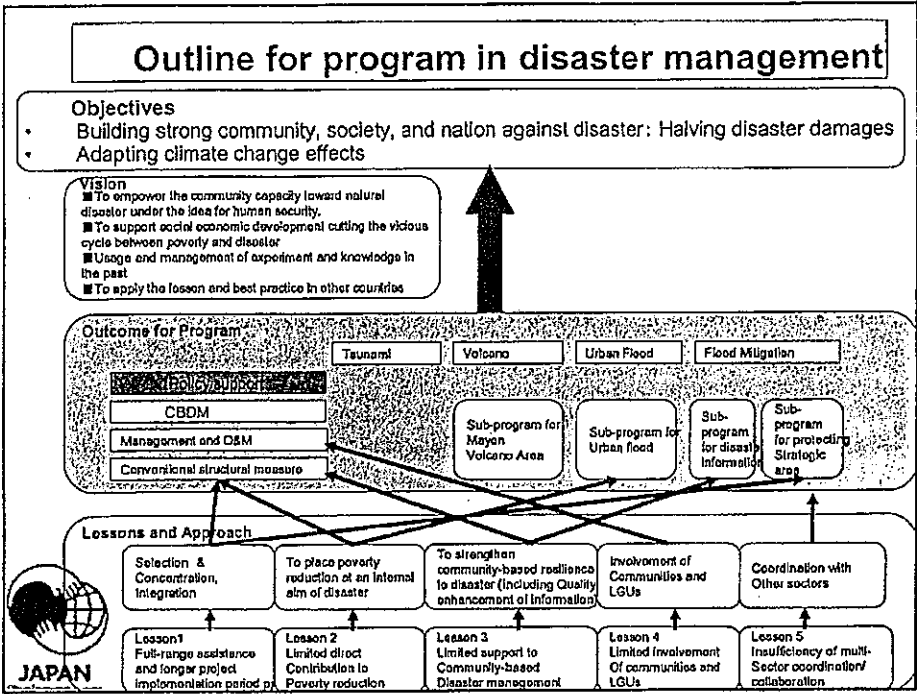 Outline for program in disaster management
Objectives
• Building strong community, society, and nation against disaster: Halving disaster damages
• Adapting climate change effects
Vision
■To empower the community capacity toward natural
disaster under the idea for human security.
■To support social economic development cutting the vicious
cycle between poverty and disaster
■Usage and management of experiment and knowledge in
the past
■To apply the lesson and best practice in other countries
Outcome for Program
Tsunami
Volcano
Urban Flood
Flood Mitigation
Policy support
CBDM
Management and O&M
Conventional structural measure
Sub-program for
Mayan
Volcano Area
Sub-program for
Urban flood
Sub-
program
for disaste
Information
Sub-
program
for protecting
Strategic
area
Lessons and Approach
Selection &
Concentration,
Integration
To place poverty
reduction at an internal
aim of disaster
To strengthen
community-based resilience
to disaster (including Quality
enhancement of Information
Involvement of
Communities and
LGUs
Coordination with
Other sectors
Lesson1
Full-range assistance
and longer project
implementation period
Lesson 2
Limited direct
Contribution to
Poverty reduction
Lesson 3
Limited support to
Community-based
Disaster management
Lesson 4
Limited involvement
Of communities and
LGUs
Lesson 5
Insufficiency of multi-
Sector coordination/
collaboration
JAPAN